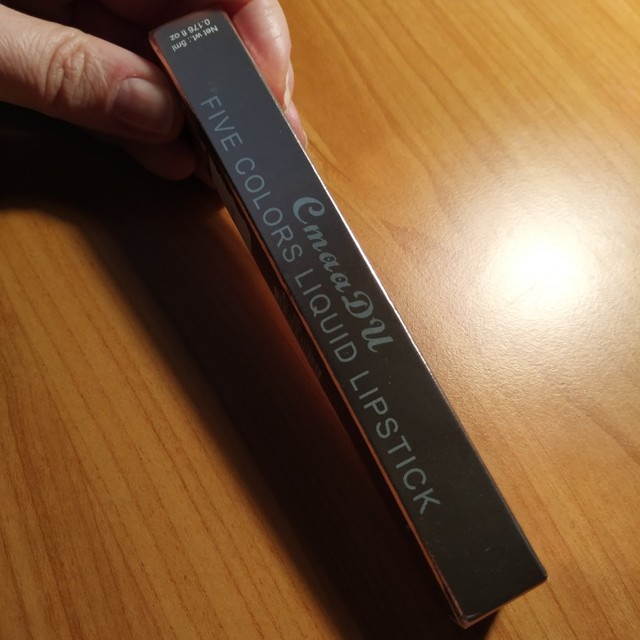 CmaaDU
FIVE COLORS LIQUID LIPSTICK
Net wt. 5ml
0.176 fl oz